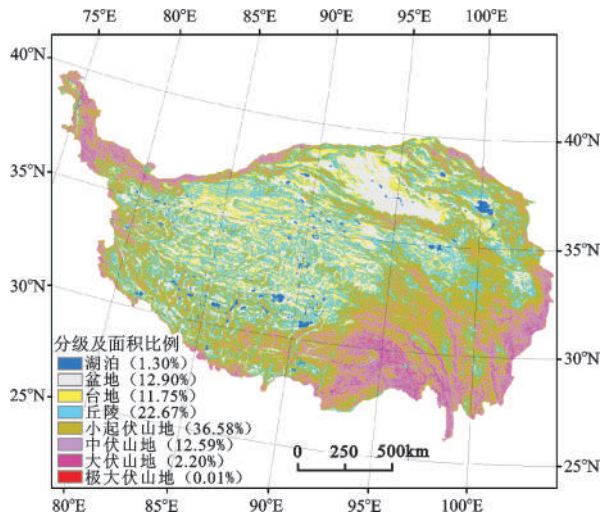 75°E 80°E 85°E 90°E 95°E 100°E
40°N
40°N
35°N
35°N
30°N
30°N
25°N
25°N
分级及面积比例
湖泊(1.30%)
盆地(12.90%)
台地(11.75%)
丘陵(22.67%)
小起伏山地(36.58%)
中伏山地(12.59%)
大伏山地(2.20%)
极大伏山地(0.01%)
0 250 500km
80°E 85°E 90°E 95°E 100°E